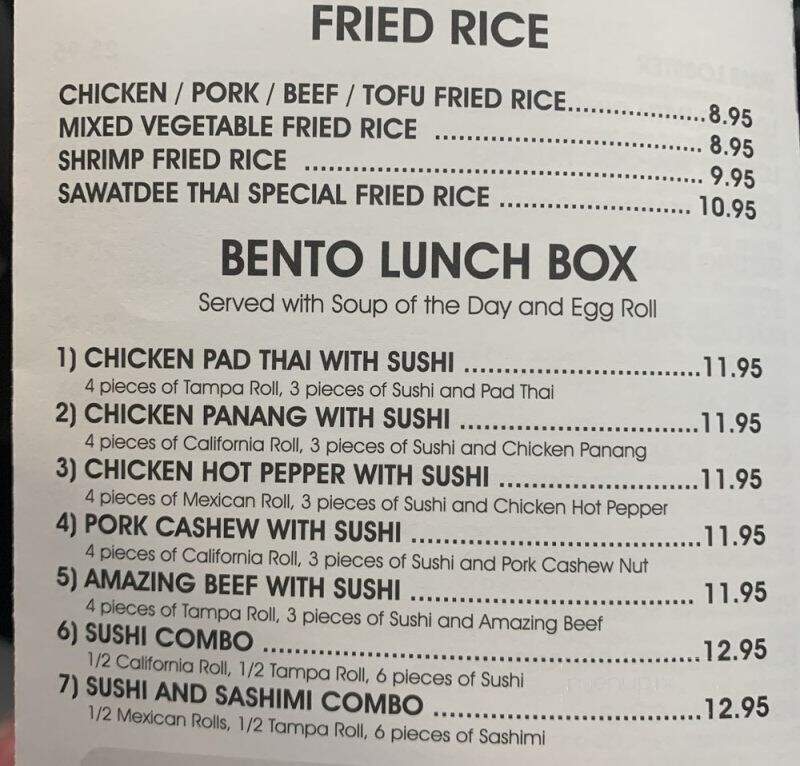 FRIED RICE
CHICKEN / PORK / BEEF / TOFU FRIED RICE....................8.95
MIXED VEGETABLE FRIED RICE ...................................... 8.95
SHRIMP FRIED RICE ......................................................... 9.95
SAWATDEE THAI SPECIAL FRIED RICE ........................... 10.95
BENTO LUNCH BOX
Served with Soup of the Day and Egg Roll
1) CHICKEN PAD THAI WITH SUSHI .................................11.95
4 pieces of Tampa Roll, 3 pieces of Sushi and Pad Thai
2) CHICKEN PANANG WITH SUSHI .................................11.95
4 pieces of California Roll, 3 pieces of Sushi and Chicken Panang
3) CHICKEN HOT PEPPER WITH SUSHI ............................11.95
4 pieces of Mexican Roll, 3 pieces of Sushi and Chicken Hot Pepper
4) PORK CASHEW WITH SUSHI ........................................11.95
4 pieces of California Roll, 3 pieces of Sushi and Pork Cashew Nut
5) AMAZING BEEF WITH SUSHI ........................................ 11.95
4 pieces of Tampa Roll, 3 pieces of Sushi and Amazing Beef
6) SUSHI COMBO .............................................................12.95
1/2 California Roll, 1/2 Tampa Roll, 6 pieces of Sushi
7) SUSHI AND SASHIMI COMBO ......................................12.95
1/2 Mexican Rolls, 1/2 Tampa Roll, 6 pieces of Sashimi